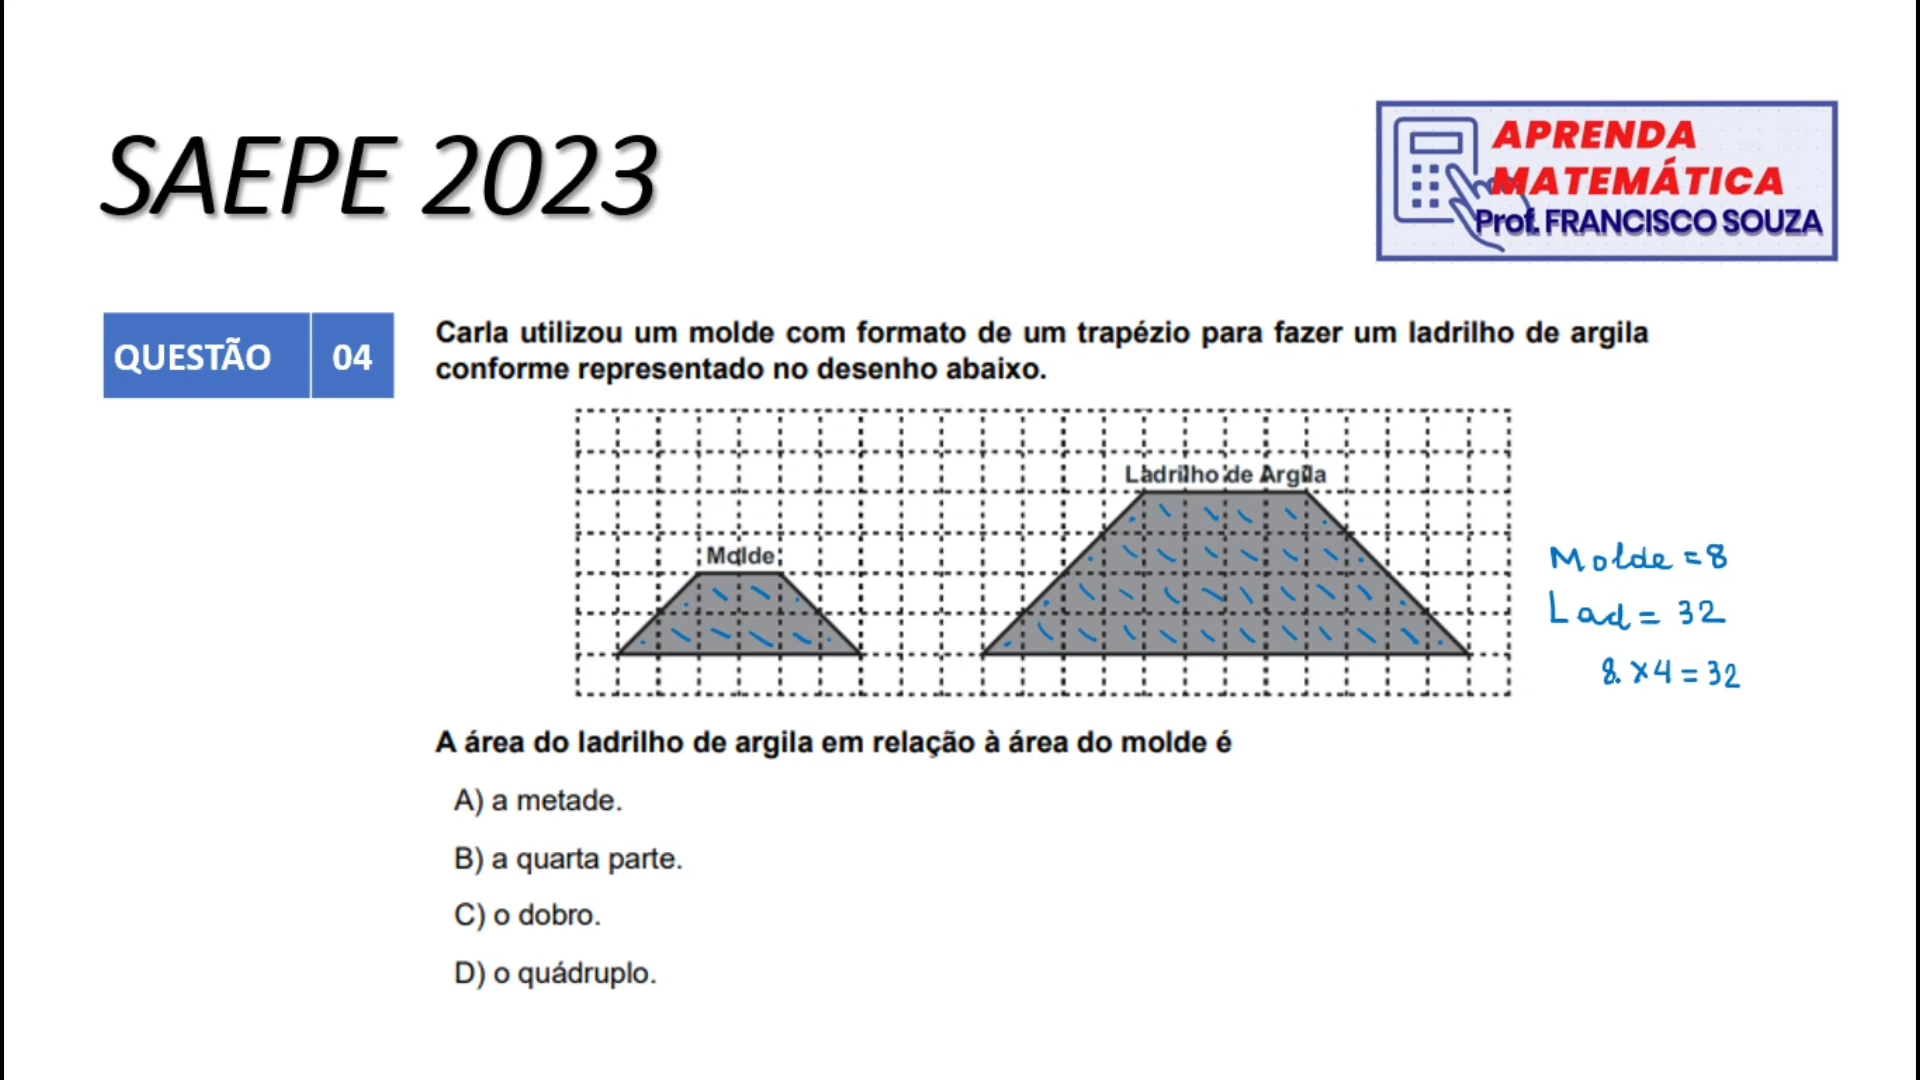 SAEPE 2023
APRENDA
MATEMÁTICA
Prof. FRANCISCO SOUZA
QUESTÃO 04
Carla utilizou um molde com formato de um trapézio para fazer um ladrilho de argila
conforme representado no desenho abaixo.
Ladrilho de Argila
Molde
Molde = 8
Lad = 32
8. x 4 = 32
A área do ladrilho de argila em relação à área do molde é
A) a metade.
B) a quarta parte.
C) o dobro.
D) o quádruplo.